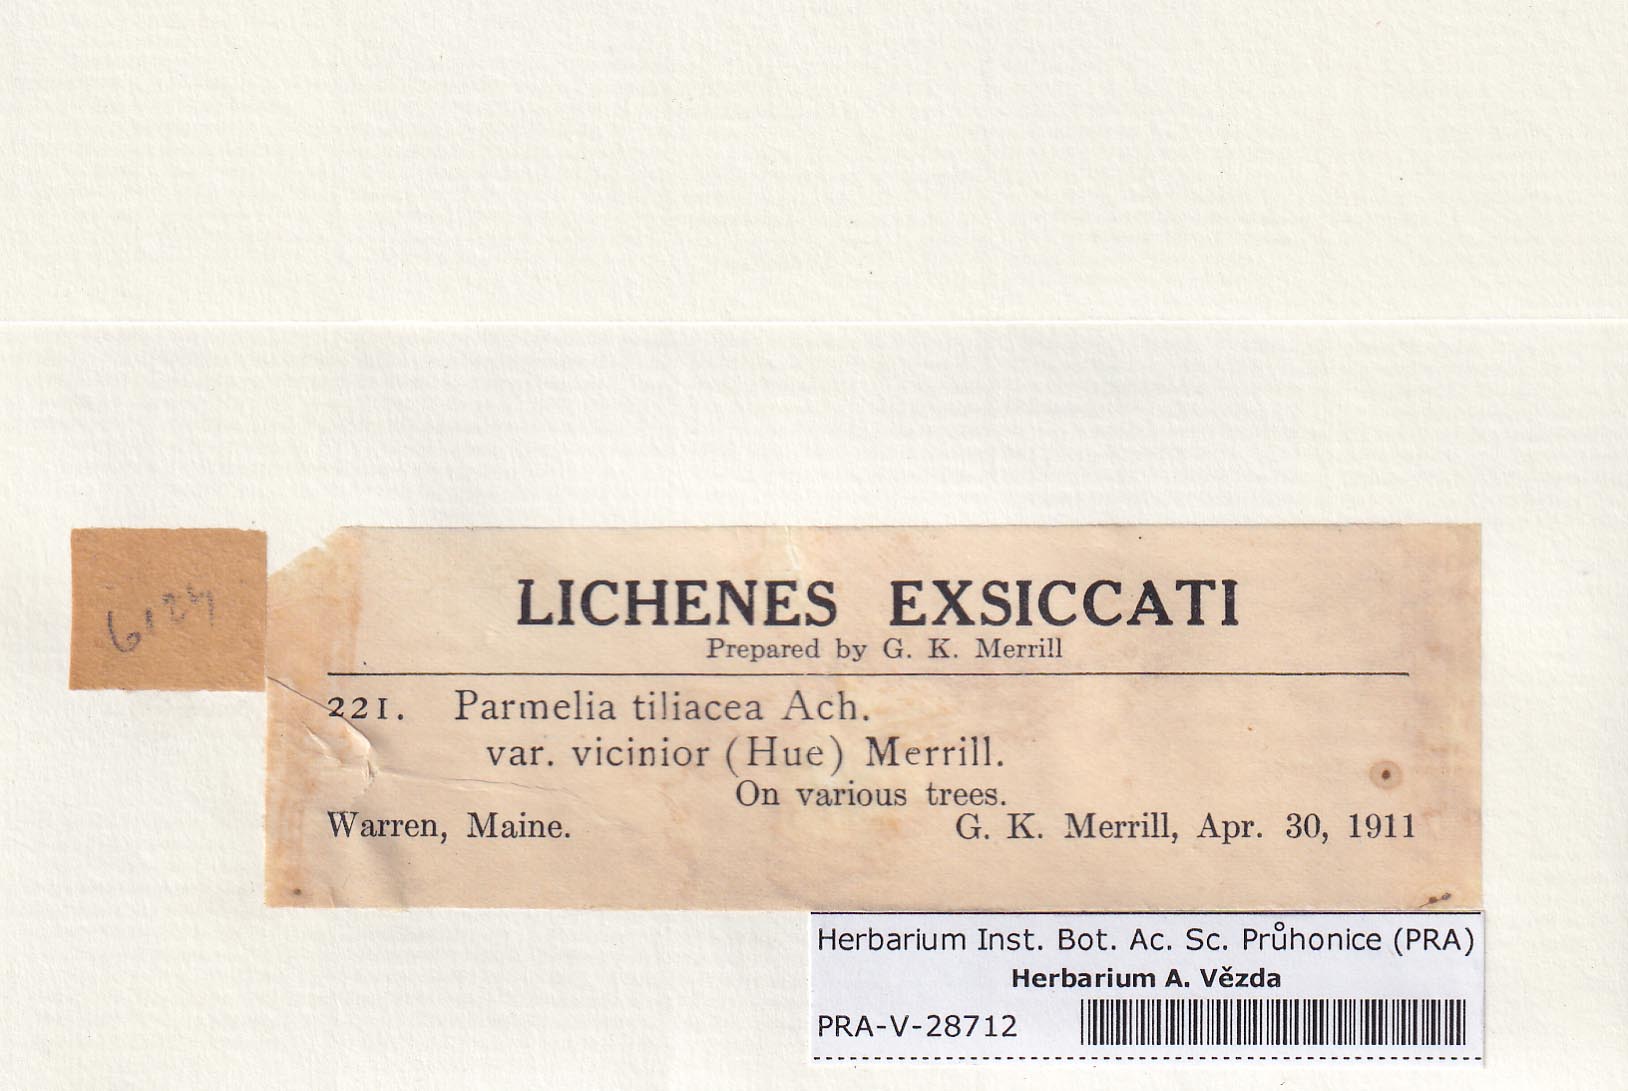 LICHENES EXSICCATI
Prepared by G. K. Merrill
221. Parmelia tiliacea Ach.
var. vicinior (Hue) Merrill.
On various trees.
Warren, Maine. G. K. Merrill, Apr. 30, 1911
Herbarium Inst. Bot. Ac. Sc. Průhonice (PRA)
Herbarium A. Vězda
PRA-V-28712